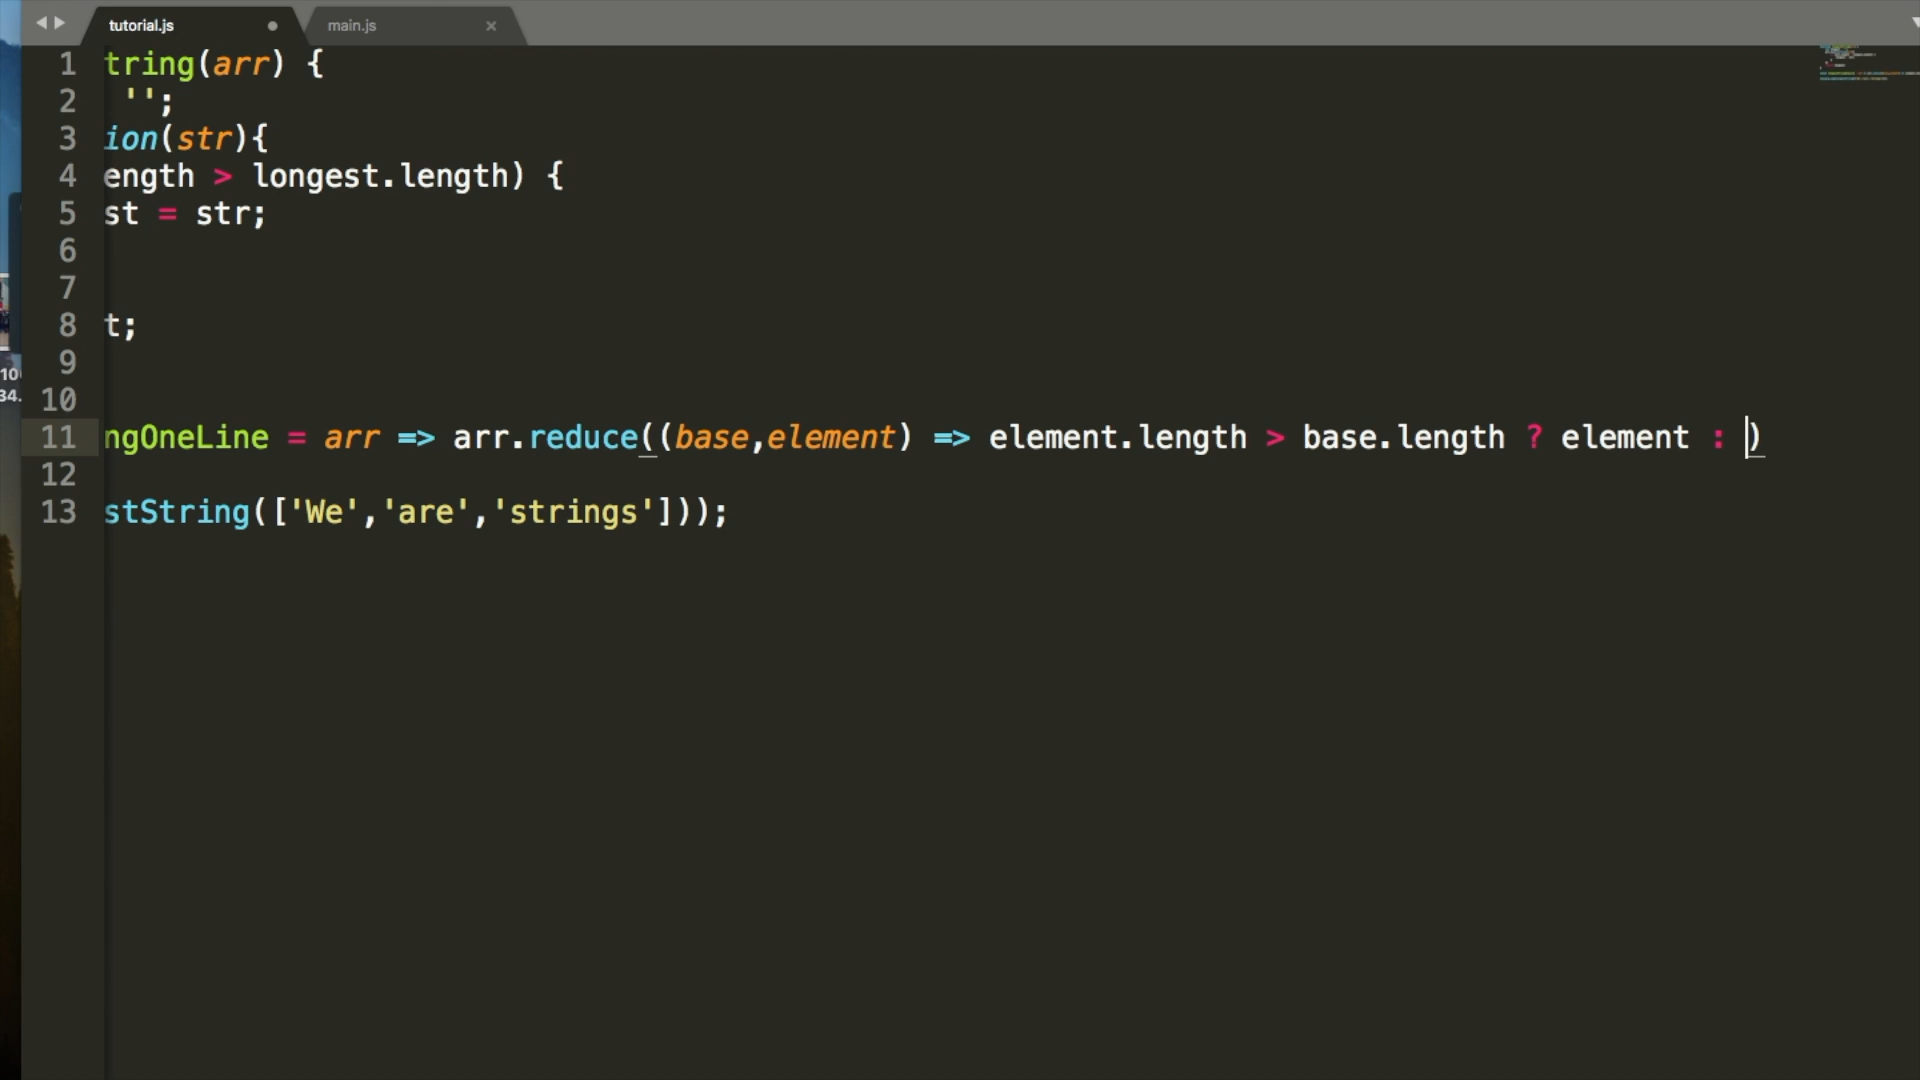 tutorial.js
main.js
1 tring(arr) {
2 '';
3 ion(str){
4 ength > longest.length) {
5 st = str;
6
7
8 t;
9
10
11 ngOneLine = arr => arr.reduce((base,element) => element.length > base.length ? element : )
12
13 stString(['We','are','strings']));
10
34.